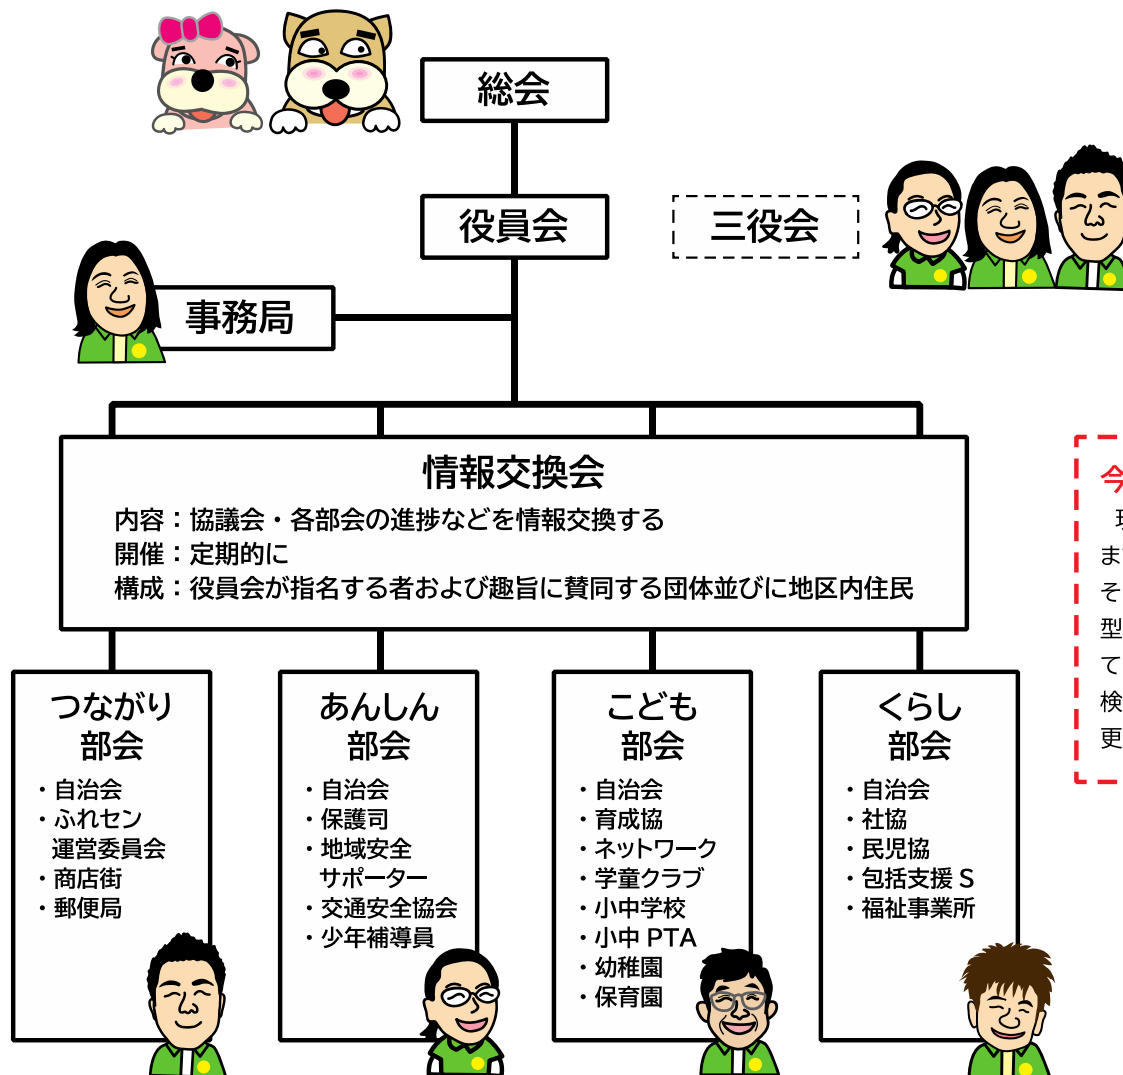 総会
役員会
三役会
事務局
情報交換会
内容：協議会・各部会の進捗などを情報交換する
開催：定期的に
構成：役員会が指名する者および趣旨に賛同する団体並びに地区内住民
つながり
部会
・自治会
・ふれセン
運営委員会
・商店街
・郵便局
あんしん
部会
・自治会
・保護司
・地域安全
サポーター
・交通安全協会
・少年補導員
こども
部会
・自治会
・育成協
・ネットワーク
・学童クラブ
・小中学校
・小中 PTA
・幼稚園
・保育園
くらし
部会
・自治会
・社協
・民児協
・包括支援 S
・福祉事業所
今
ま
そ
型
て
検
更